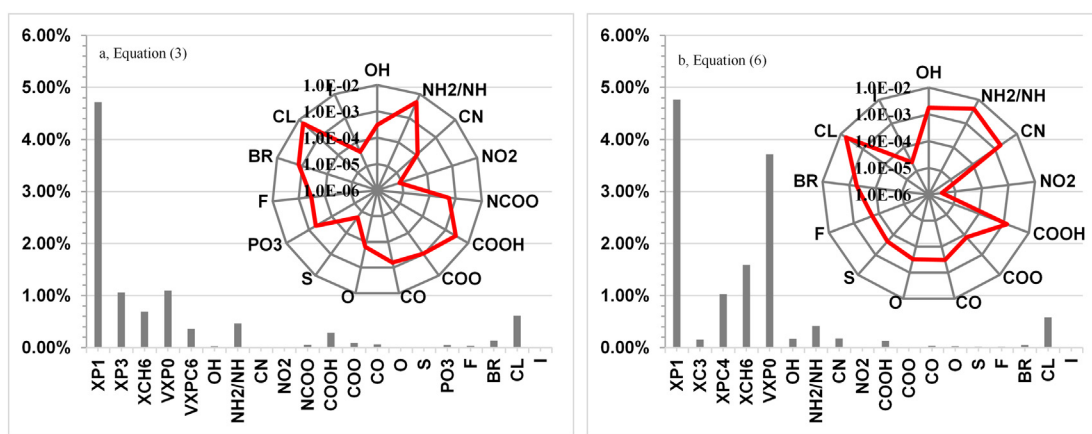 6.00%
5.00%
4.00%
3.00%
2.00%
1.00%
0.00%
a, Equation (3)
OH
NH2/NH
CN
NO2
NCOO
COOH
COO
CO
O
S
PO3
F
BR
CL
I
1.0E-02
1.0E-03
1.0E-04
1.0E-05
1.0E-06
XP1
XP3
XCH6
VXP0
VXPC6
OH
NH2/NH
CN
NO2
NCOO
COOH
COO
CO
O
S
PO3
F
BR
CL
I
6.00%
5.00%
4.00%
3.00%
2.00%
1.00%
0.00%
b, Equation (6)
OH
NH2/NH
CN
NO2
COOH
COO
CO
O
S
F
BR
CL
I
1.0E-02
1.0E-03
1.0E-04
1.0E-05
1.0E-06
XP1
XC3
XPC4
XCH6
VXP0
OH
NH2/NH
CN
NO2
COOH
COO
CO
O
S
F
BR
CL
I